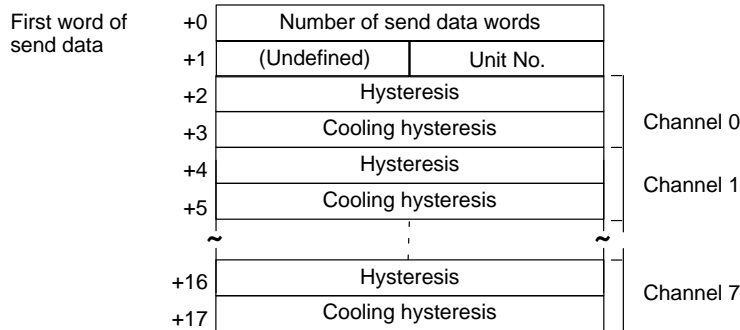 First word of
send data
+0 Number of send data words
+1 (Undefined) Unit No.
+2 Hysteresis
+3 Cooling hysteresis
Channel 0
+4 Hysteresis
+5 Cooling hysteresis
Channel 1
~ ~
+16 Hysteresis
+17 Cooling hysteresis
Channel 7